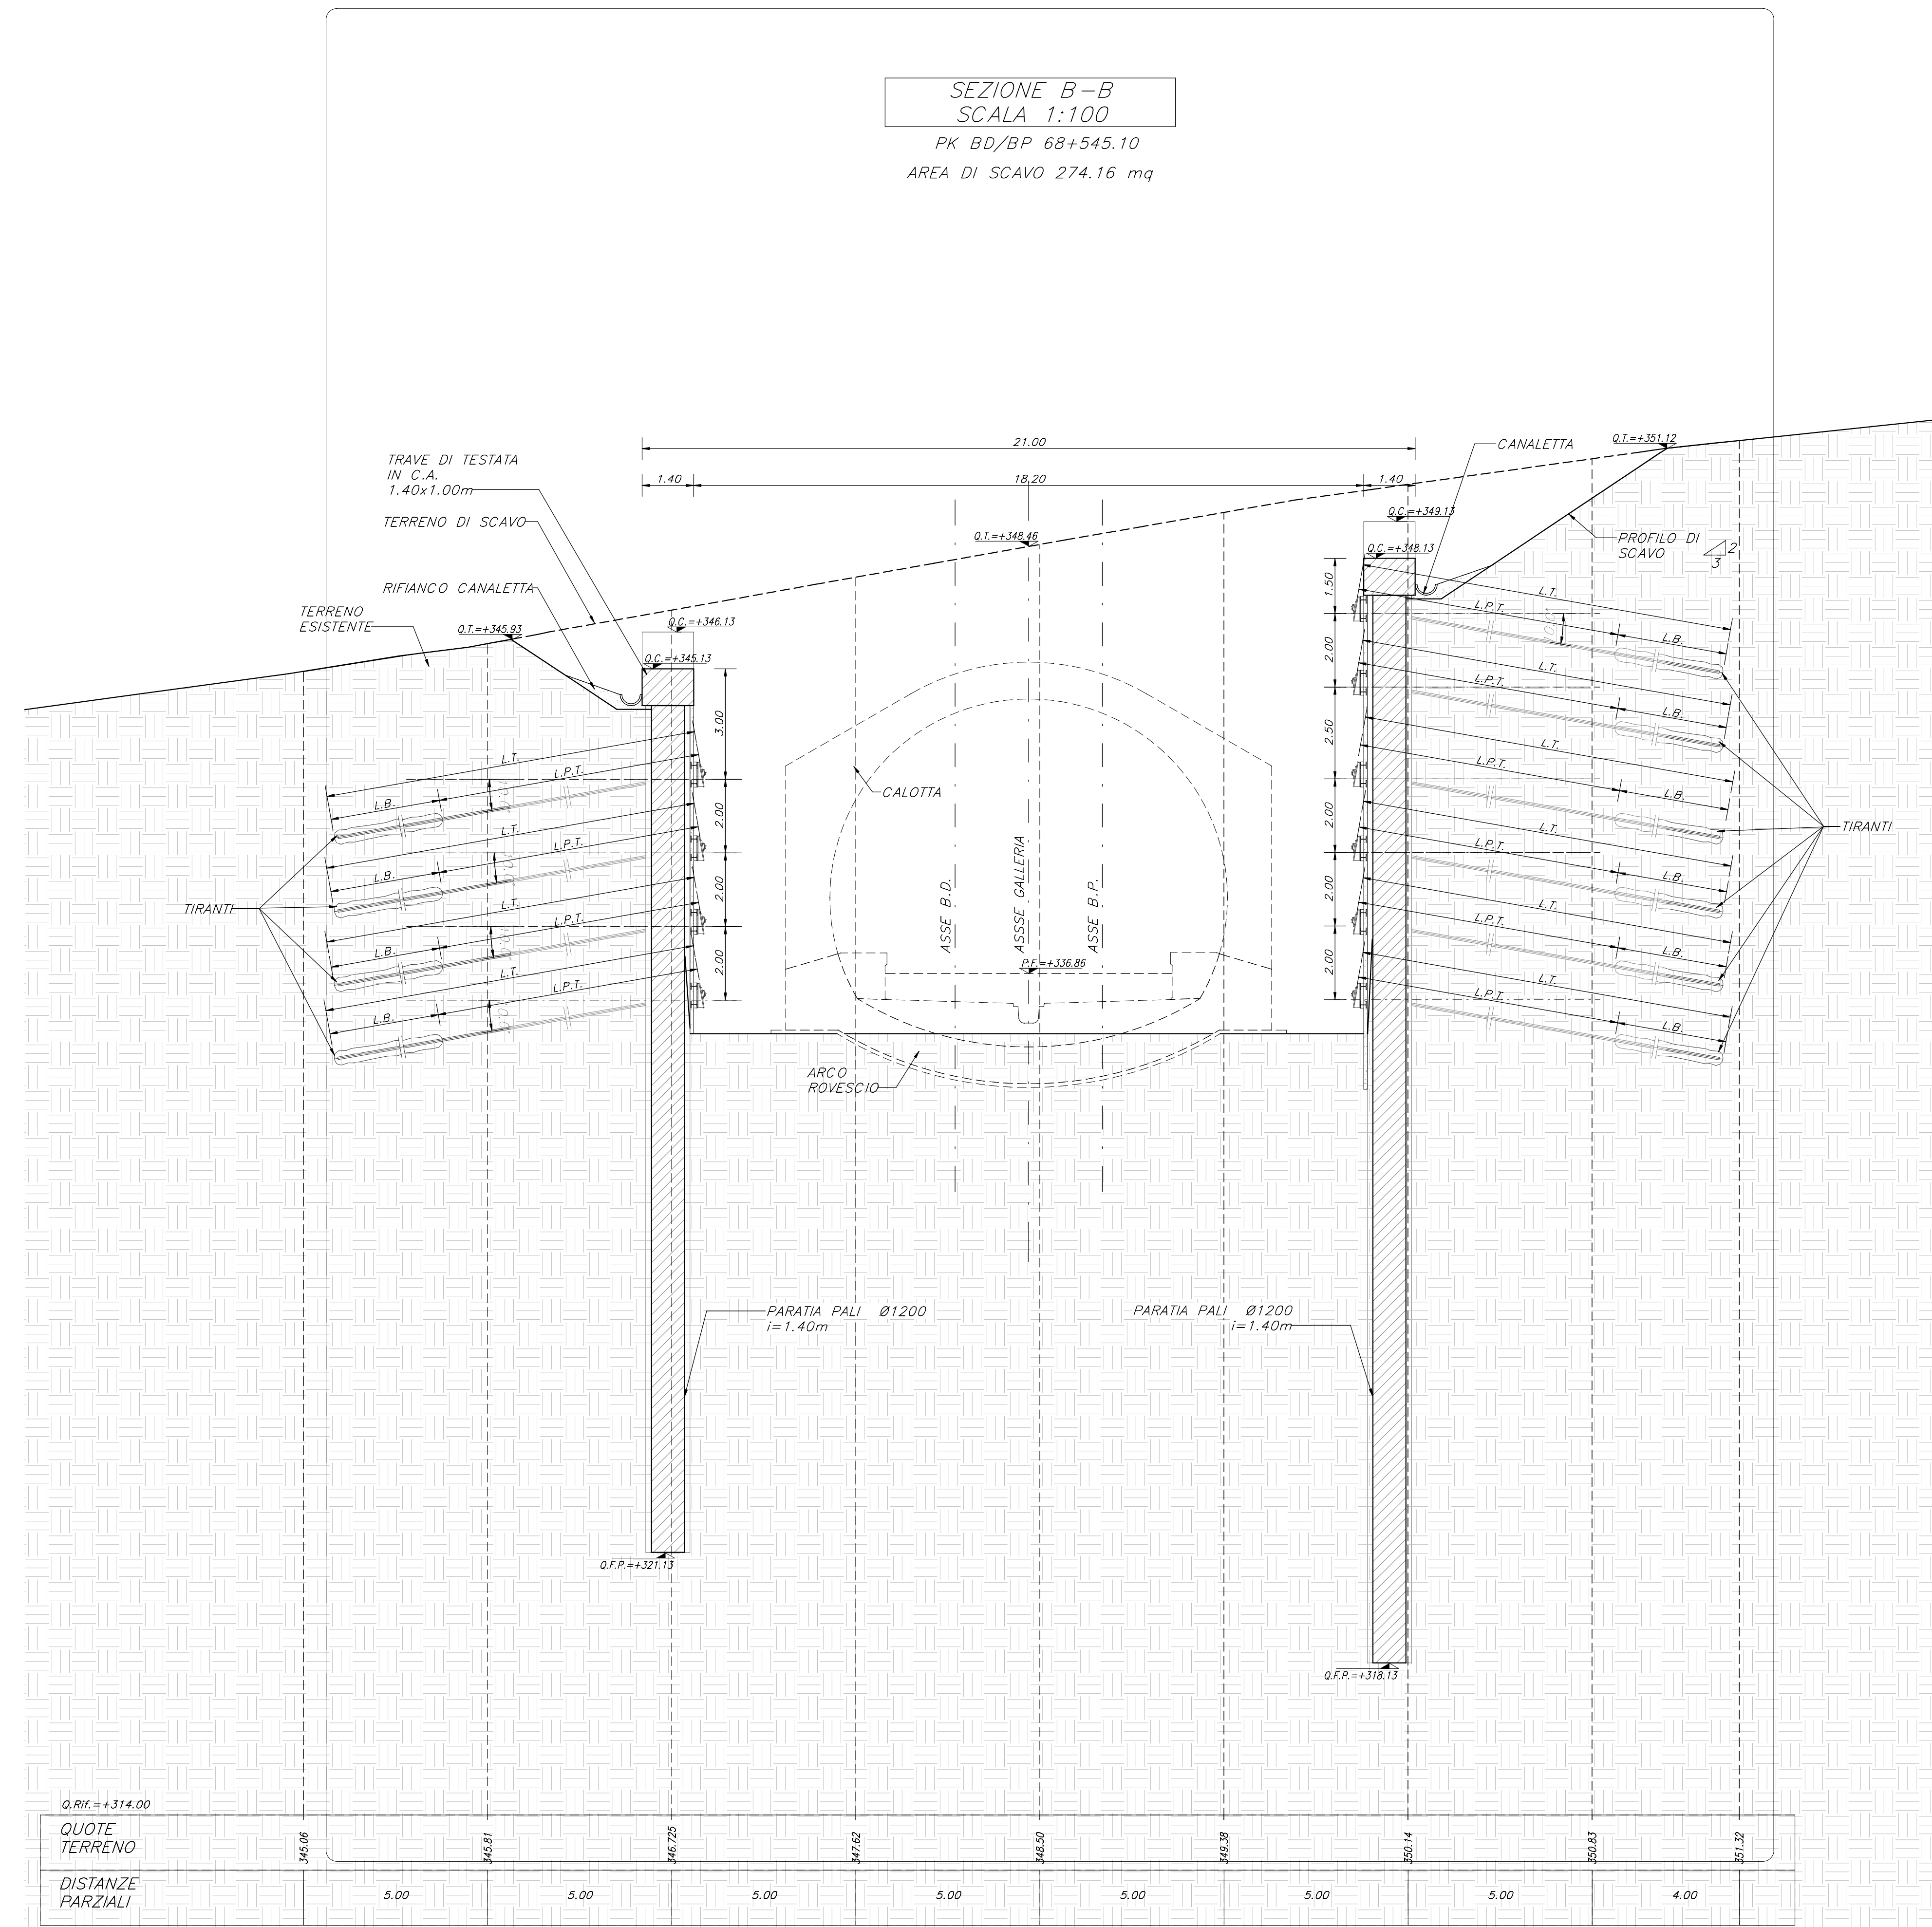 SEZIONE B-B
SCALA 1:100
PK BD/BP 68+545.10
AREA DI SCAVO 274.16 mq
21.00
1.40
18.20
1.40
TRAVE DI TESTATA
IN C.A.
1.40x1.00m
TERRENO DI SCAVO
RIFIANCO CANALETTA
TERRENO
ESISTENTE
Q.T.=+345.93
Q.C.=+346.13
Q.C.=+345.13
Q.T.=+348.46
Q.C.=+349.13
Q.C.=+348.13
CANALETTA
Q.T.=+351.12
PROFILO DI
SCAVO
2
3
3.00
2.00
2.00
2.00
1.50
2.00
2.50
2.00
2.00
2.00
L.T.
L.P.T.
L.B.
L.T.
L.P.T.
L.B.
L.T.
L.P.T.
L.B.
L.T.
L.P.T.
L.B.
TIRANTI
L.T.
L.P.T.
L.B.
L.T.
L.P.T.
L.B.
L.T.
L.P.T.
L.B.
L.T.
L.P.T.
L.B.
L.T.
L.P.T.
L.B.
L.T.
L.P.T.
L.B.
TIRANTI
CALOTTA
ASSE B.D.
ASSSE GALLERIA
ASSE B.P.
P.F.=+336.86
ARCO
ROVESCIO
PARATIA PALI Ø1200
i=1.40m
PARATIA PALI Ø1200
i=1.40m
Q.F.P.=+321.13
Q.F.P.=+318.13
Q.Rif.=+314.00
QUOTE
TERRENO
345.06
345.81
346.725
347.62
348.50
349.38
350.14
350.83
351.32
DISTANZE
PARZIALI
5.00
5.00
5.00
5.00
5.00
5.00
5.00
4.00